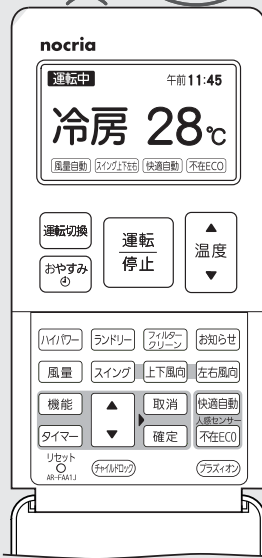 nocria
運転中 午前11:45
冷房 28℃
風量自動 スイング上下左右 快適自動 不在ECO
運転切換
運転
停止
温度
おやすみ
ハイパワー ランドリー フィルター
クリーン お知らせ
風量 スイング 上下風向 左右風向
機能 取消 快適自動
人感センサー
タイマー 確定 不在ECO
リセット
AR-FAA1J
チャイルドロック プラズィオン